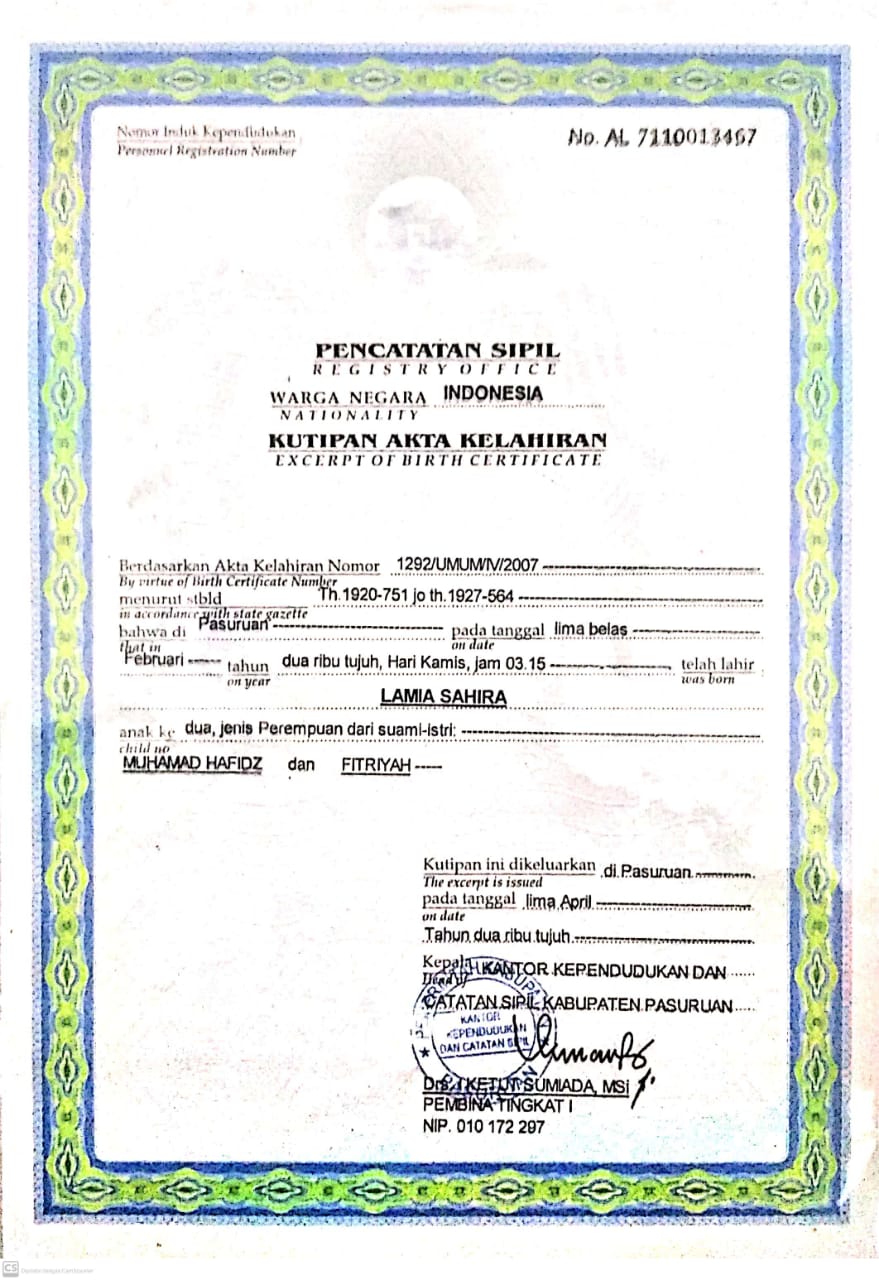 Nomor Induk Kependudukan
Personnel Registration Number
No. AL 7110013467
PENCATATAN SIPIL
REGISTRY OFFICE
WARGA NEGARA INDONESIA
NATIONALITY
KUTIPAN AKTA KELAHIRAN
EXCERPT OF BIRTH CERTIFICATE
Berdasarkan Akta Kelahiran Nomor 1292/UMUM/IV/2007
By virtue of Birth Certificate Number
menurut stbld Th.1920-751 jo th.1927-564
in accordance with state gazette
bahwa di Pasuruan pada tanggal lima belas
that in on date
Februari tahun dua ribu tujuh, Hari Kamis, jam 03.15 telah lahir
on year was born
LAMIA SAHIRA
anak ke dua, jenis Perempuan dari suami-istri:
child no
MUHAMAD HAFIDZ dan FITRIYAH
Kutipan ini dikeluarkan di Pasuruan
The excerpt is issued
pada tanggal lima April
on date
Tahun dua ribu tujuh
Kepala KANTOR KEPENDUDUKAN DAN
Head of
CATATAN SIPIL KABUPATEN PASURUAN
KANTOR
KEPENDUDUKAN
DAN CATATAN SIPIL
Drs. I KETUT SUMIADA, MSi
PEMBINA TINGKAT I
NIP. 010 172 297
CS